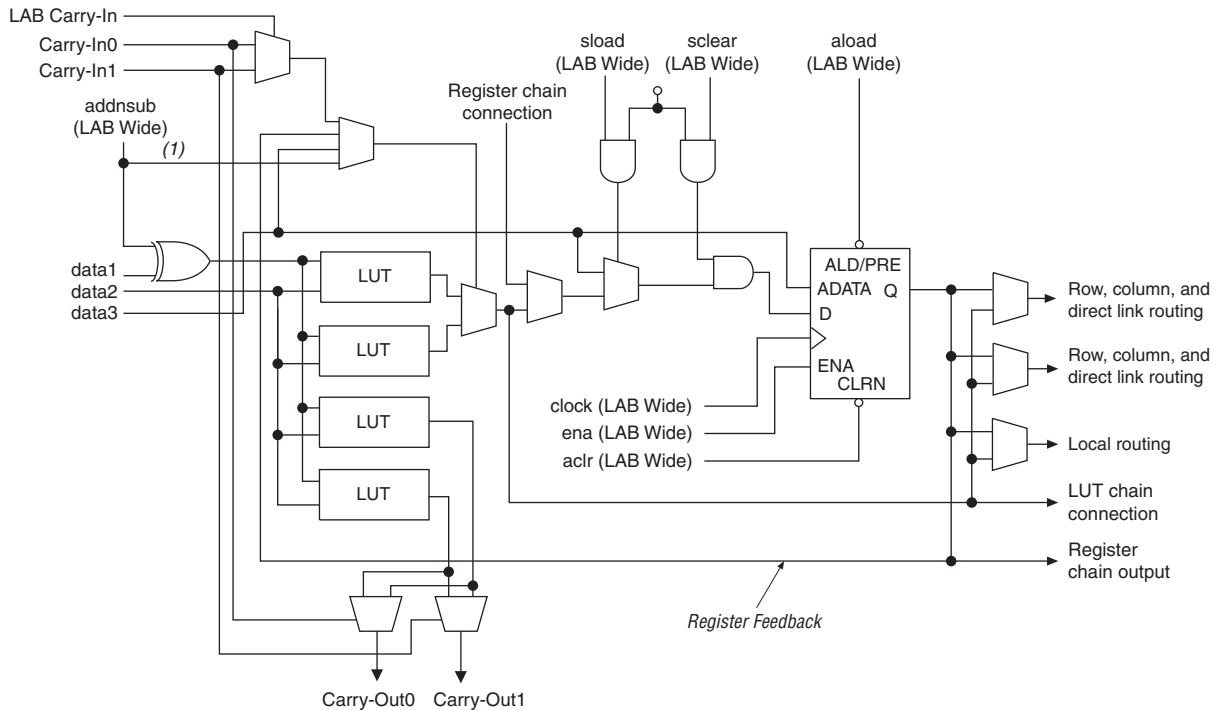 LAB Carry-In
Carry-In0
Carry-In1
addnsub
(LAB Wide)
(1)
Register chain
connection
sload
(LAB Wide)
sclear
(LAB Wide)
aload
(LAB Wide)
data1
data2
data3
LUT
LUT
LUT
LUT
ALD/PRE
ADATA
Q
D
ENA
CLRN
clock (LAB Wide)
ena (LAB Wide)
aclr (LAB Wide)
Row, column, and
direct link routing
Row, column, and
direct link routing
Local routing
LUT chain
connection
Register
chain output
Register Feedback
Carry-Out0
Carry-Out1